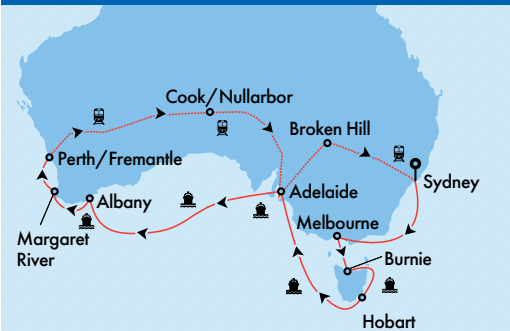 Cook/Nullarbor
Broken Hill
Perth/Fremantle
Sydney
Adelaide
Albany
Melbourne
Margaret
River
Burnie
Hobart